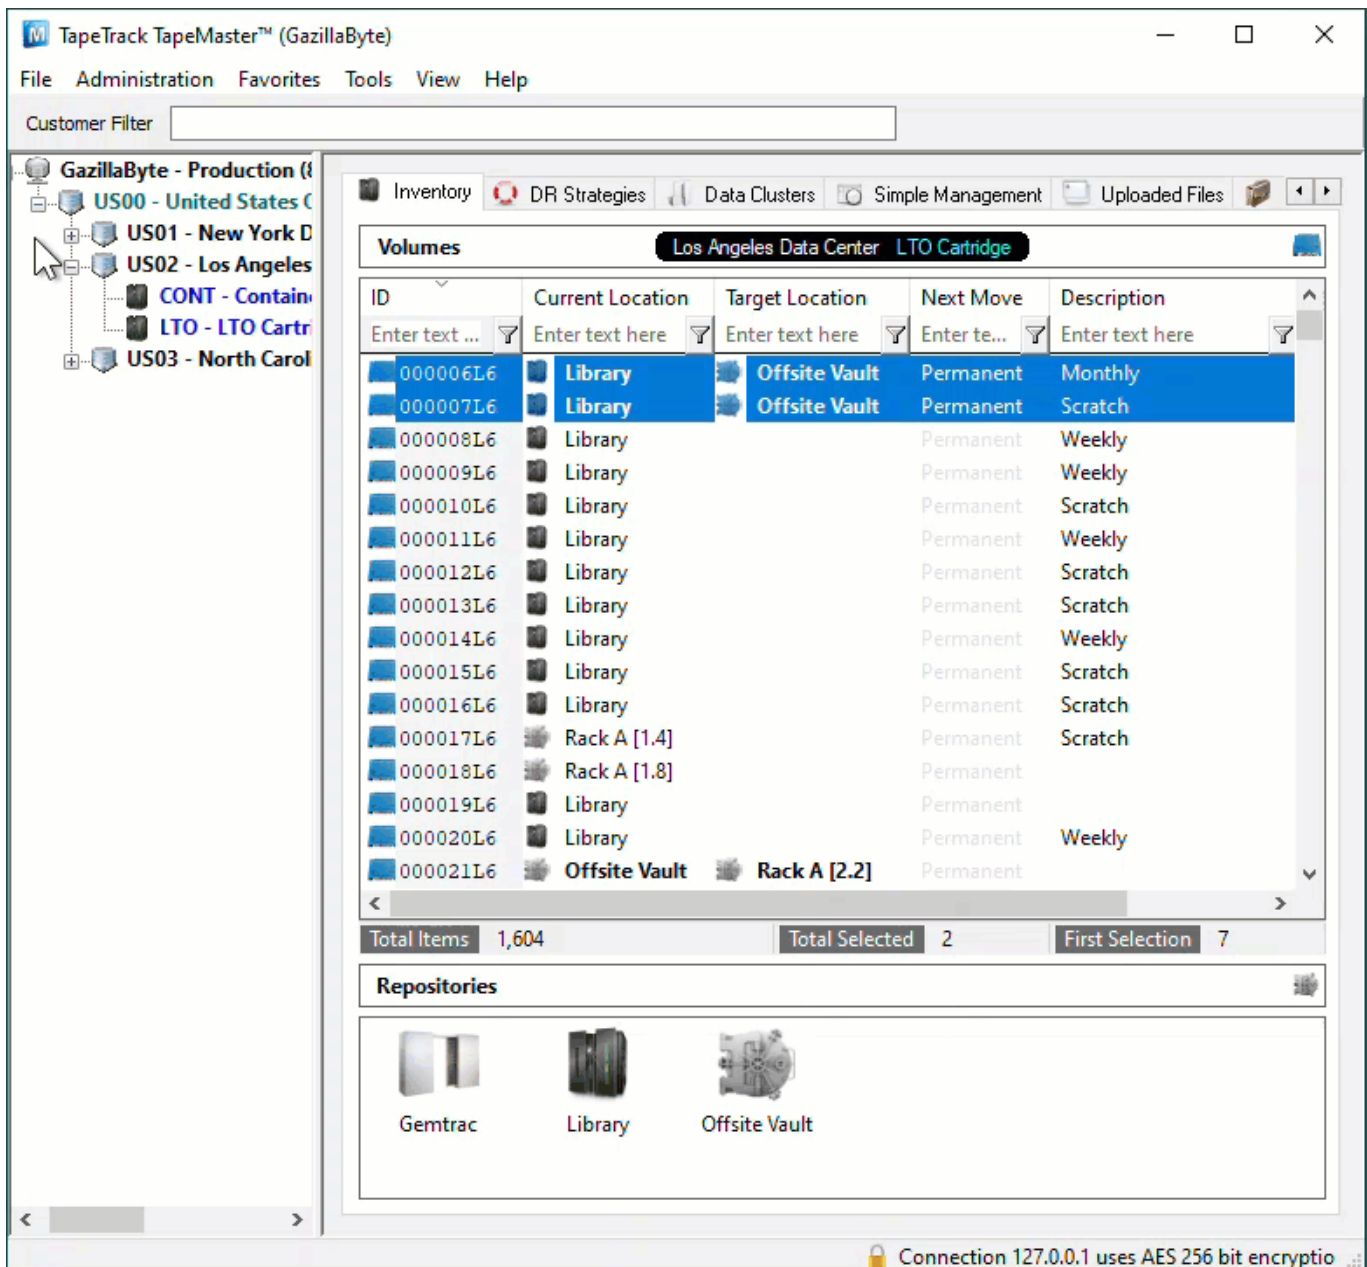 TapeTrack TapeMaster™ (GazillaByte)
File Administration Favorites Tools View Help
Customer Filter
GazillaByte - Production (
US00 - United States
US01 - New York D
US02 - Los Angeles
CONT - Contain
LTO - LTO Cartr
US03 - North Caroli
Inventory DR Strategies Data Clusters Simple Management Uploaded Files
Volumes Los Angeles Data Center LTO Cartridge
ID Current Location Target Location Next Move Description
Enter text ... Enter text here Enter text here Enter te... Enter text here
000006L6 Library Offsite Vault Permanent Monthly
000007L6 Library Offsite Vault Permanent Scratch
000008L6 Library Permanent Weekly
000009L6 Library Permanent Weekly
000010L6 Library Permanent Scratch
000011L6 Library Permanent Weekly
000012L6 Library Permanent Scratch
000013L6 Library Permanent Scratch
000014L6 Library Permanent Weekly
000015L6 Library Permanent Scratch
000016L6 Library Permanent Scratch
000017L6 Rack A [1.4] Permanent Scratch
000018L6 Rack A [1.8] Permanent
000019L6 Library Permanent
000020L6 Library Permanent Weekly
000021L6 Offsite Vault Rack A [2.2] Permanent
Total Items 1,604 Total Selected 2 First Selection 7
Repositories
Gemtrac Library Offsite Vault
Connection 127.0.0.1 uses AES 256 bit encryptio